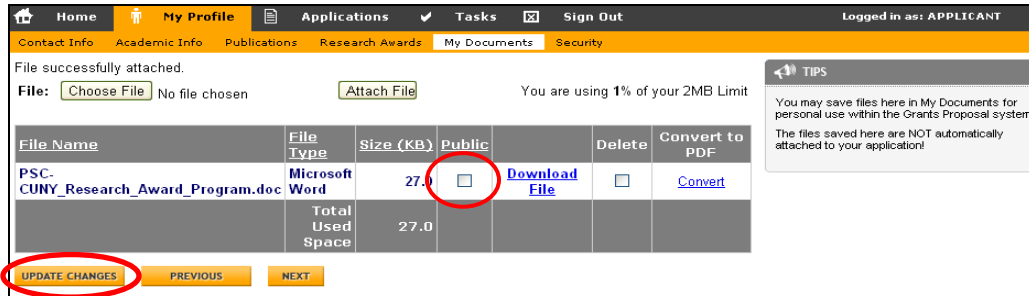 Home My Profile Applications Tasks Sign Out Logged in as: APPLICANT
Contact Info Academic Info Publications Research Awards My Documents Security
File successfully attached.
File: Choose File No file chosen Attach File You are using 1% of your 2MB Limit
File Name File Type Size (KB) Public Delete Convert to PDF
PSC-CUNY_Research_Award_Program.doc Microsoft Word 27.0 Download File Convert
Total Used Space 27.0
UPDATE CHANGES PREVIOUS NEXT
TIPS
You may save files here in My Documents for
personal use within the Grants Proposal system
The files saved here are NOT automatically
attached to your application!